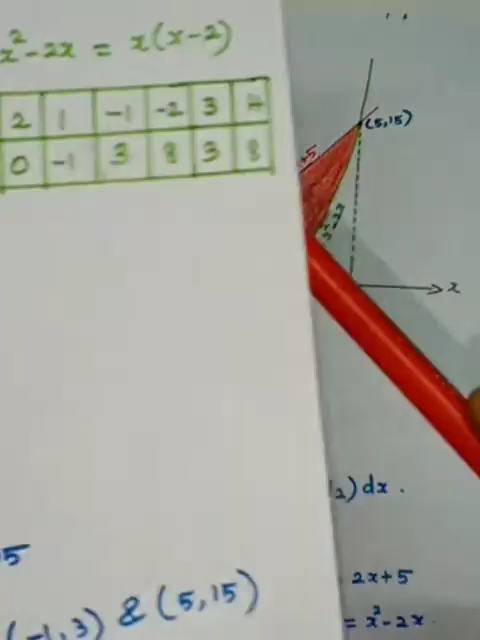 x² - 2x = x(x-2)
2 1 -1 -2 3 4
0 -1 3 8 3 8
15
(-1, 3) & (5, 15)
(5, 15)
x
) dx .
2x + 5
= x² - 2x